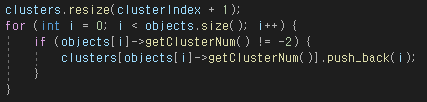 clusters.resize(clusterIndex + 1);
for (int i = 0; i < objects.size(); i++) {
    if (objects[i]->getClusterNum() != -2) {
        clusters[objects[i]->getClusterNum()].push_back(i);
    }
}